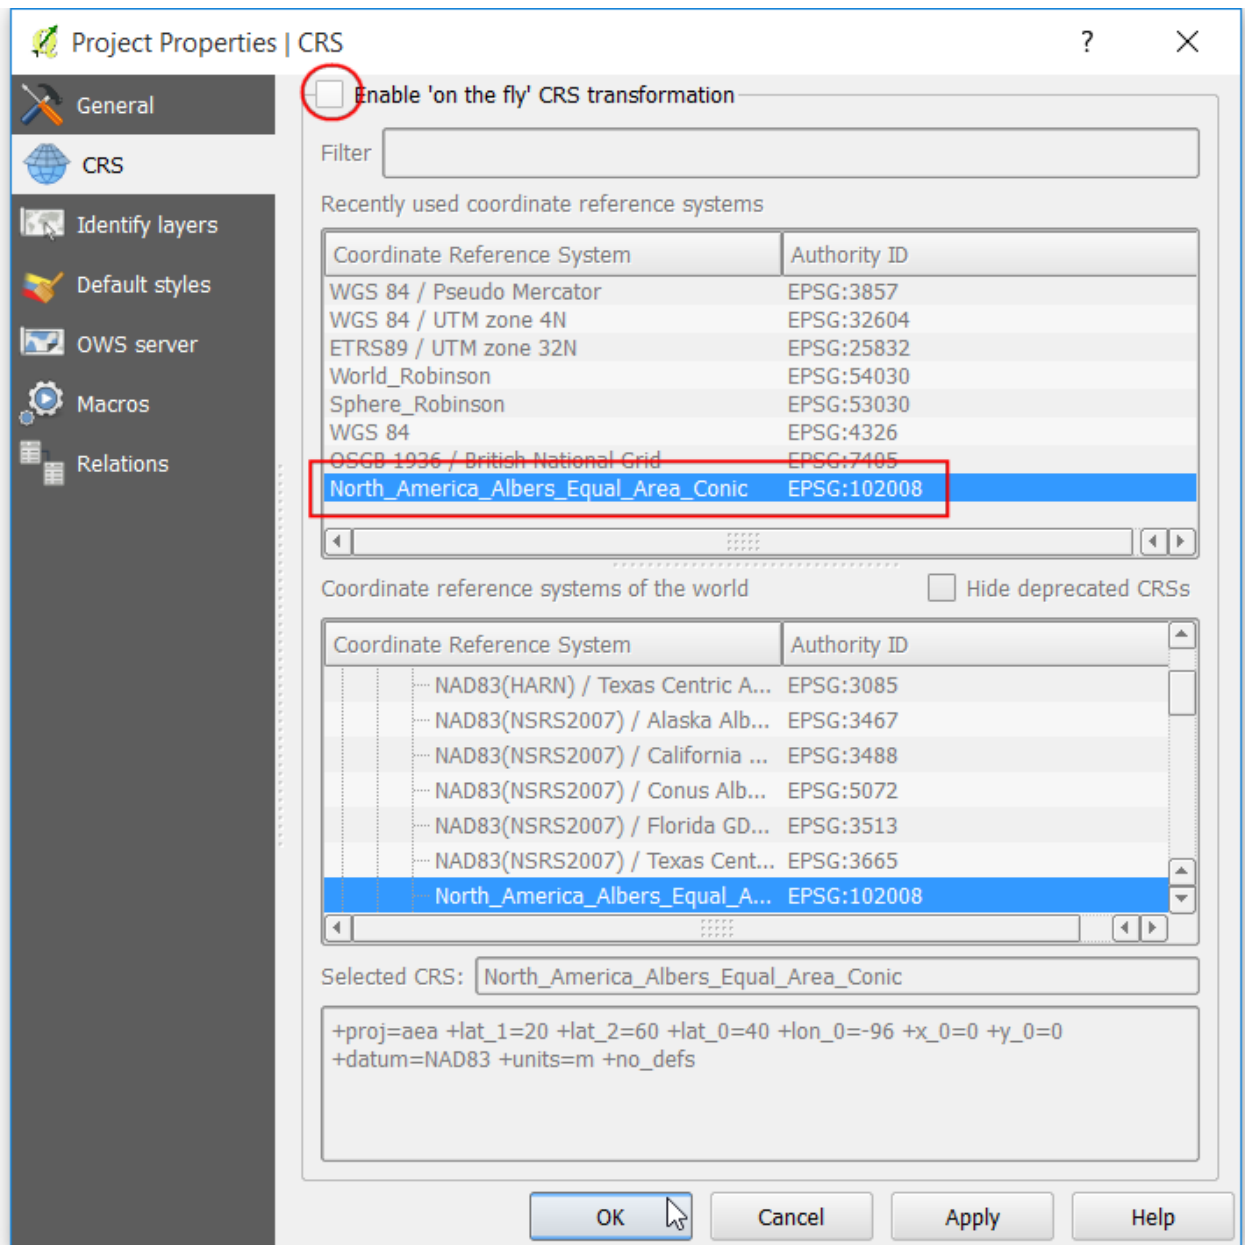 Project Properties | CRS
?
General
CRS
Identify layers
Default styles
OWS server
Macros
Relations
Enable 'on the fly' CRS transformation
Filter
Recently used coordinate reference systems
Coordinate Reference System Authority ID
WGS 84 / Pseudo Mercator EPSG:3857
WGS 84 / UTM zone 4N EPSG:32604
ETRS89 / UTM zone 32N EPSG:25832
World_Robinson EPSG:54030
Sphere_Robinson EPSG:53030
WGS 84 EPSG:4326
OSGB 1936 / British National Grid EPSG:7405
North_America_Albers_Equal_Area_Conic EPSG:102008
Coordinate reference systems of the world Hide deprecated CRSs
Coordinate Reference System Authority ID
NAD83(HARN) / Texas Centric A... EPSG:3085
NAD83(NSRS2007) / Alaska Alb... EPSG:3467
NAD83(NSRS2007) / California ... EPSG:3488
NAD83(NSRS2007) / Conus Alb... EPSG:5072
NAD83(NSRS2007) / Florida GD... EPSG:3513
NAD83(NSRS2007) / Texas Cent... EPSG:3665
North_America_Albers_Equal_A... EPSG:102008
Selected CRS: North_America_Albers_Equal_Area_Conic
+proj=aea +lat_1=20 +lat_2=60 +lat_0=40 +lon_0=-96 +x_0=0 +y_0=0
+datum=NAD83 +units=m +no_defs
OK Cancel Apply Help